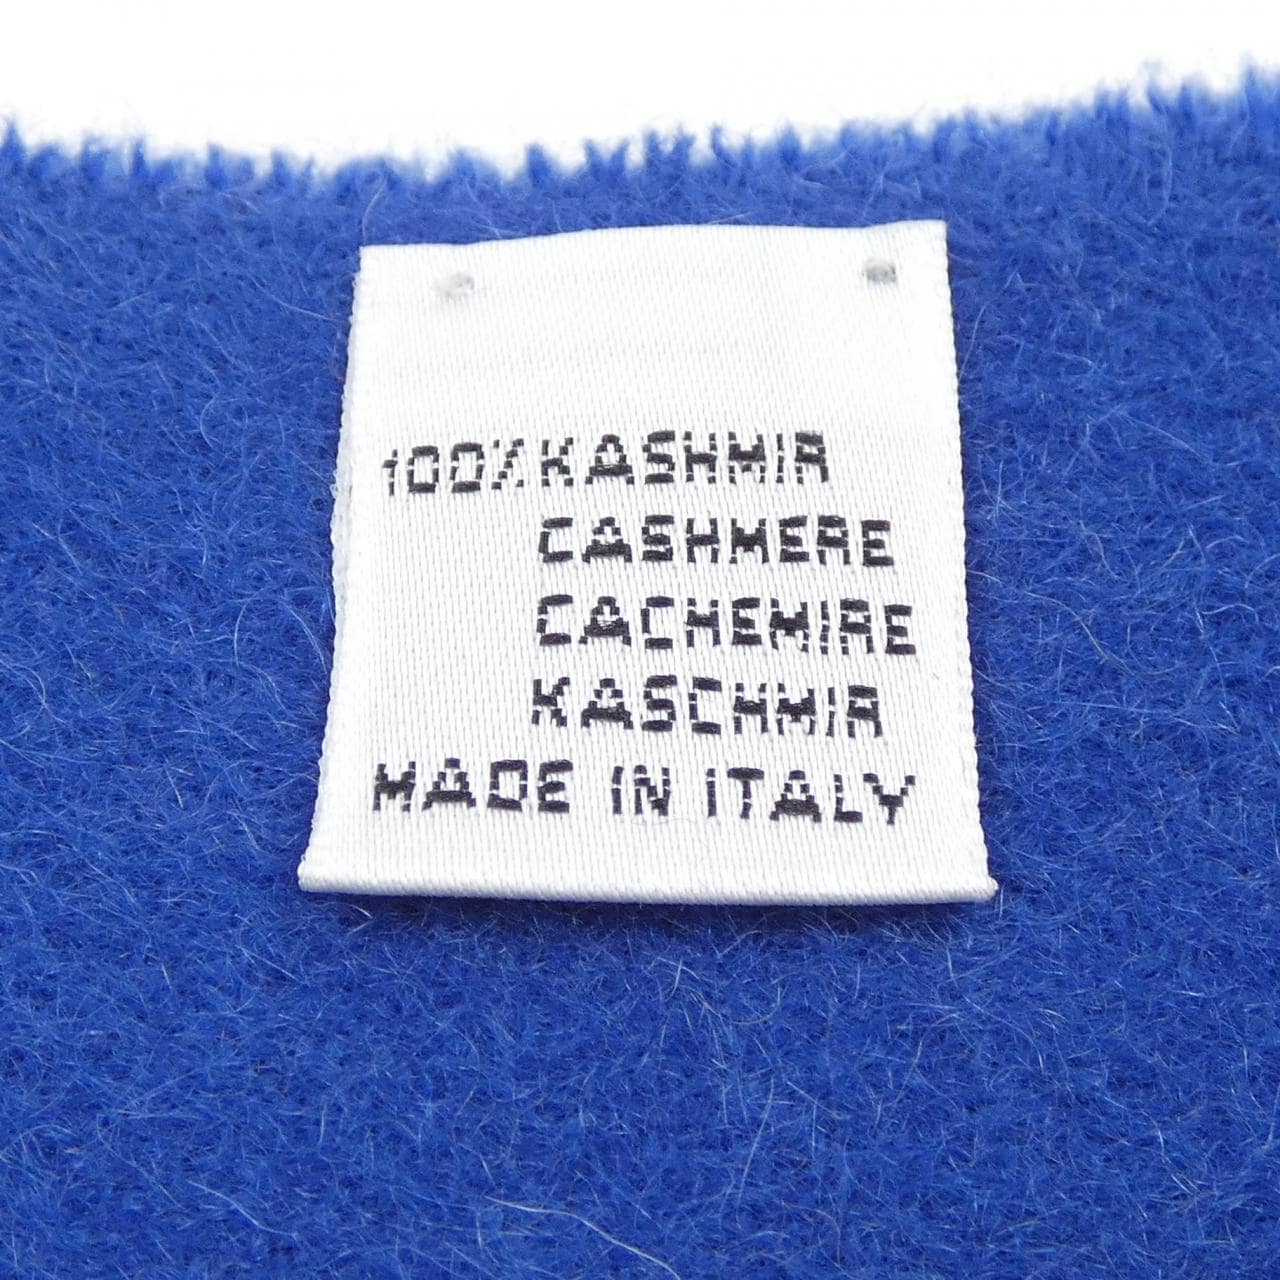 100% KASHMIR
CASHMERE
CACHEMIRE
KASCHMIR
MADE IN ITALY